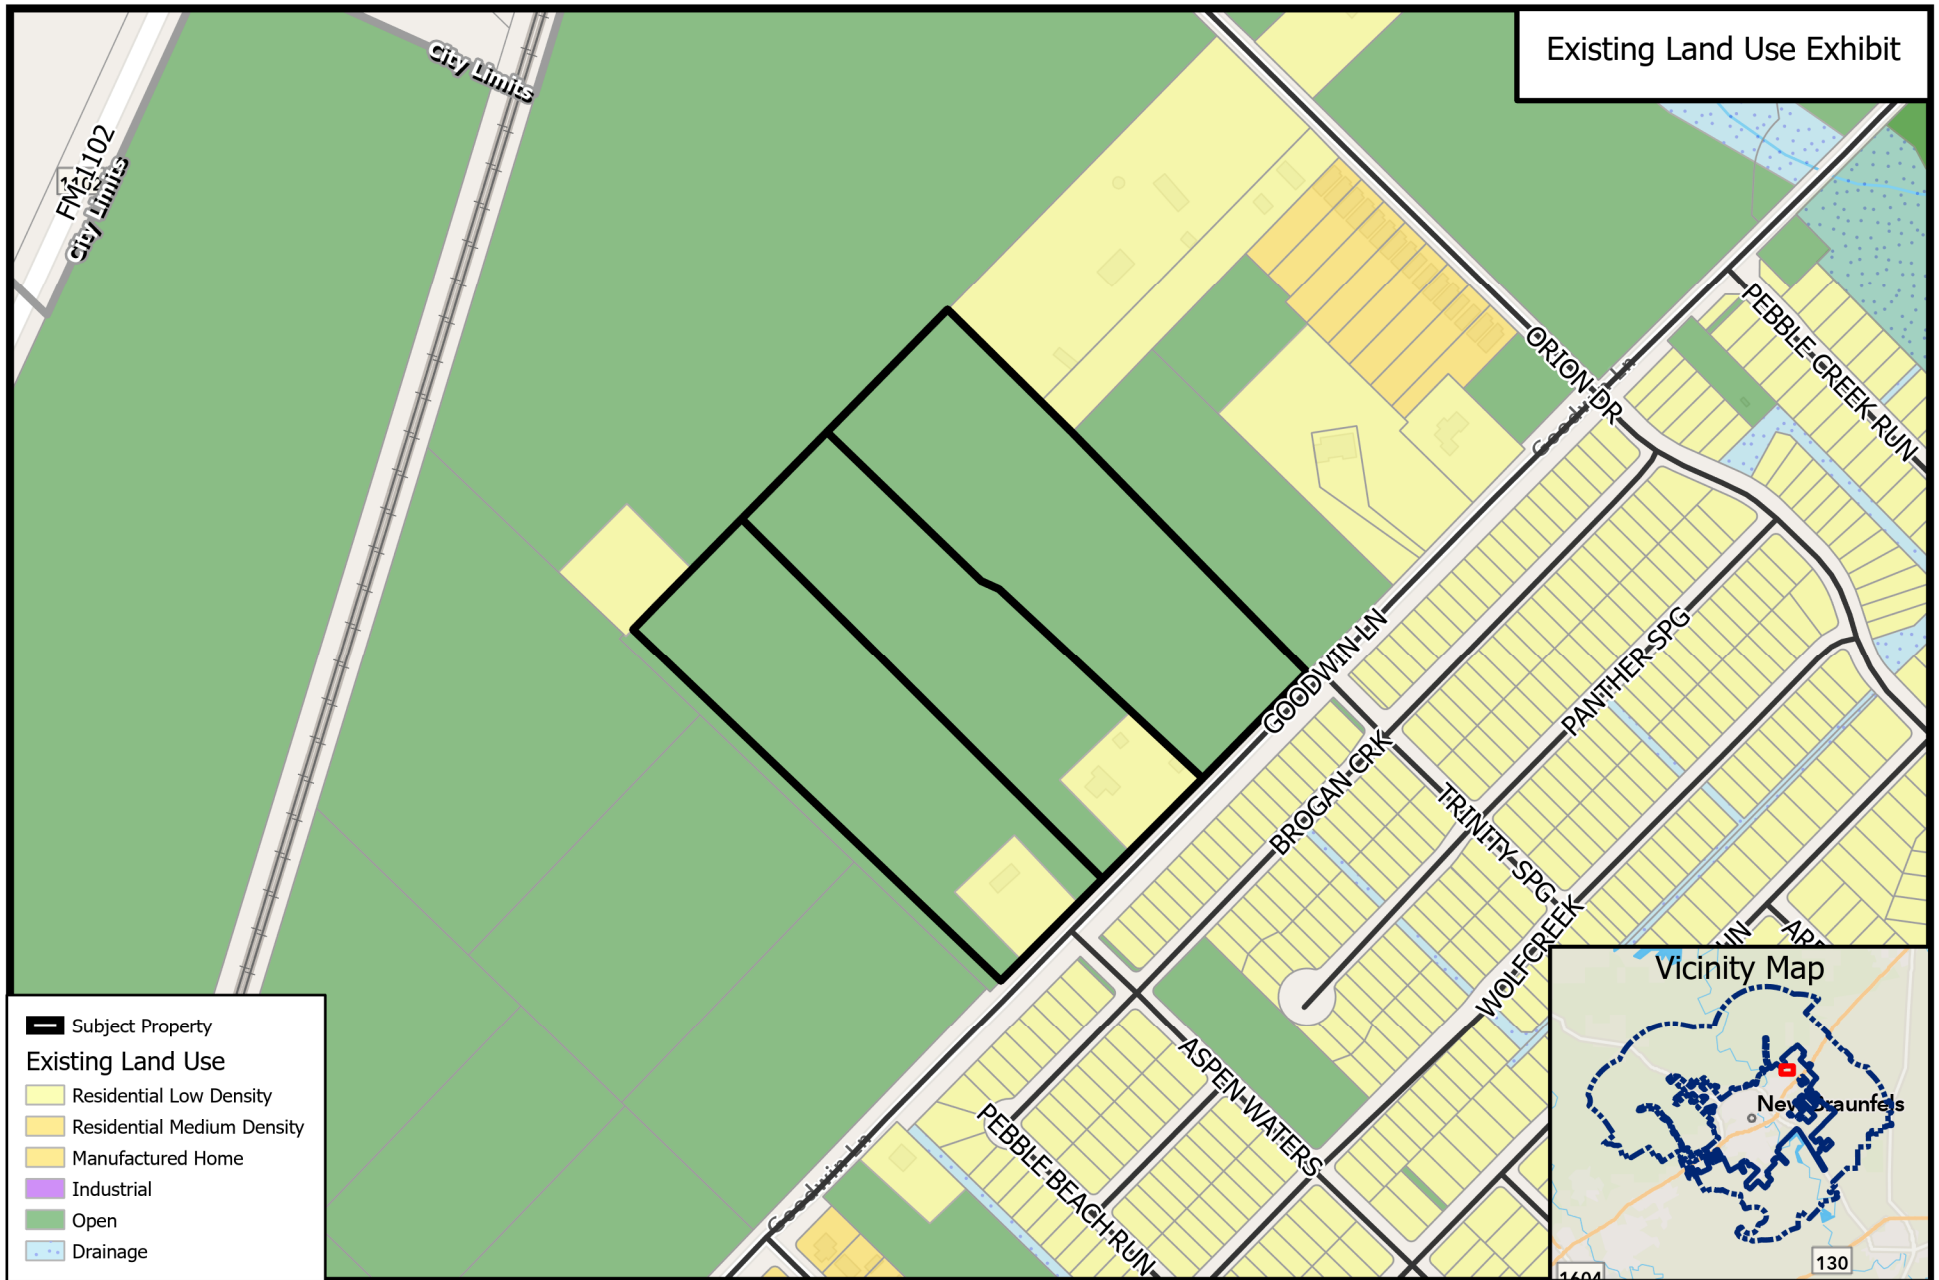 Existing Land Use Exhibit
City Limits
FM-1102
City Limits
ORION-DR
PEBBLE-CREEK-RUN
GOODWIN-LN
BROGAN-CRK
PANTHER-SPG
TRINITY-SPG
WOLFCREEK
ASPEN-WATERS
PEBBLE-BEACH-RUN
Goodwin Ln
Subject Property
Existing Land Use
Residential Low Density
Residential Medium Density
Manufactured Home
Industrial
Open
Drainage
Vicinity Map
New Braunfels
130
1604